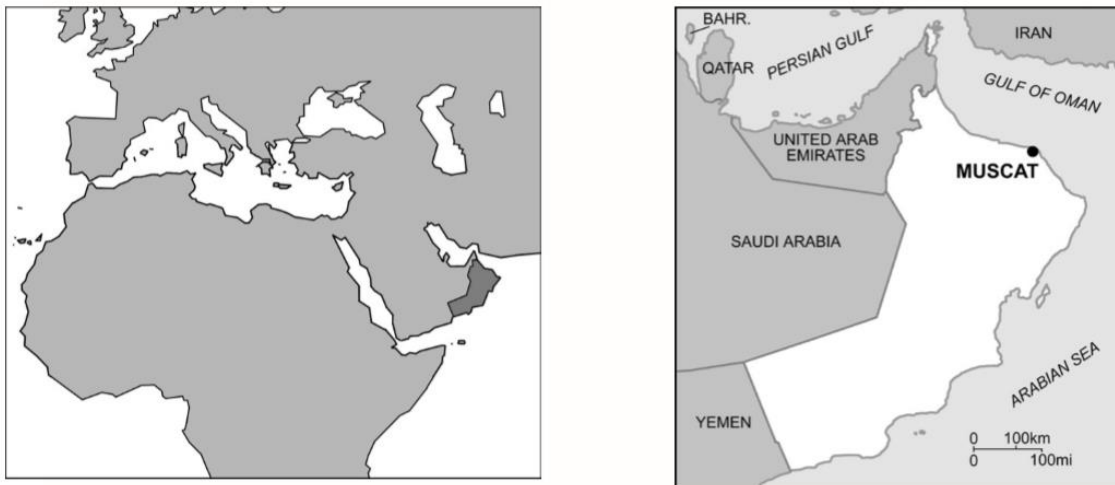 BAHR.
IRAN
QATAR
PERSIAN GULF
GULF OF OMAN
UNITED ARAB
EMIRATES
MUSCAT
SAUDI ARABIA
ARABIAN SEA
YEMEN
0 100km
0 100mi